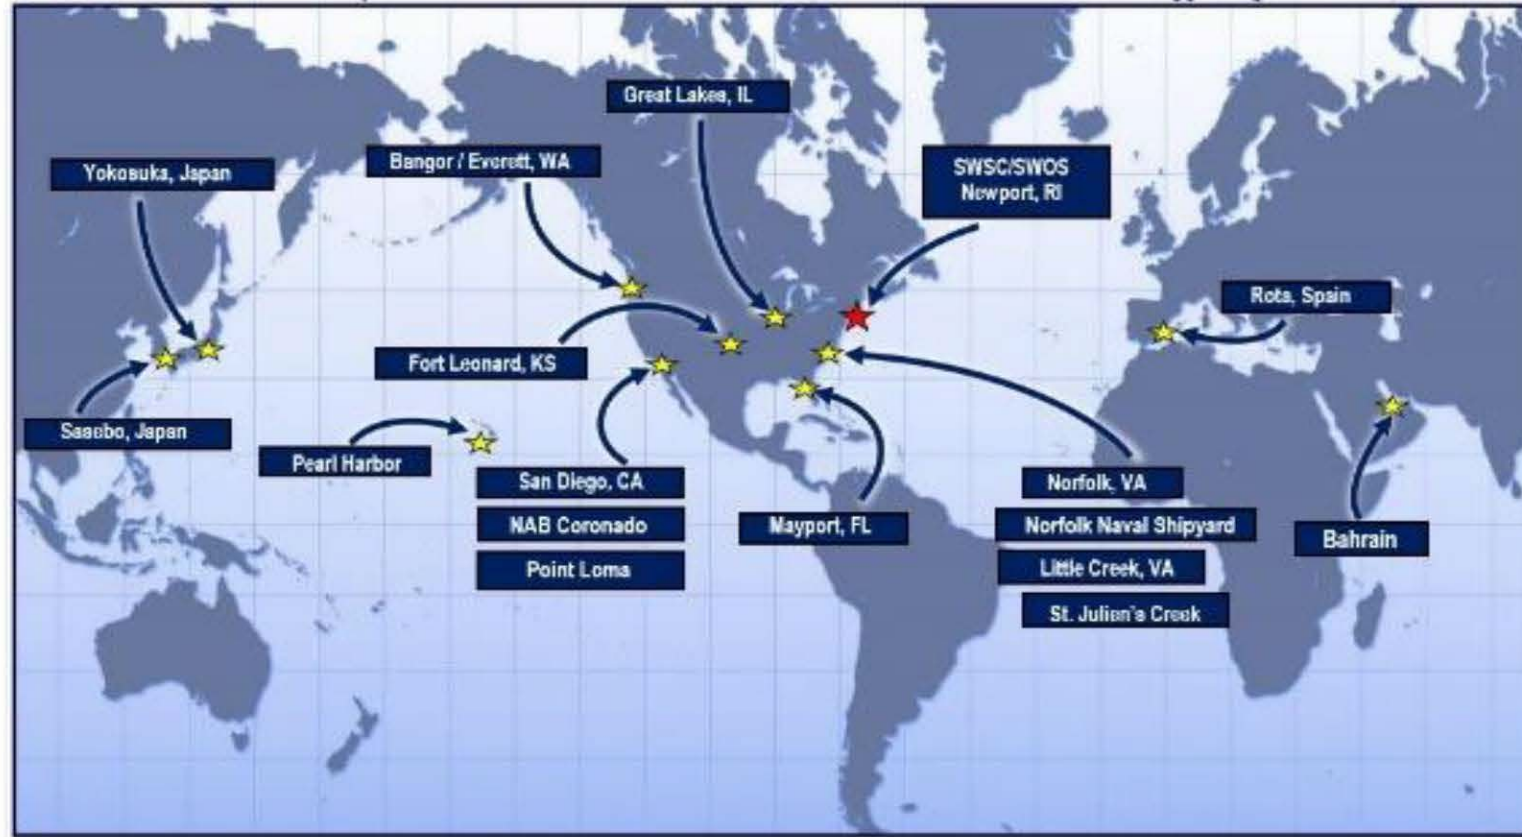 Great Lakes, IL
Bangor / Everett, WA
Yokosuka, Japan
SWSC/SWOS
Newport, RI
Rota, Spain
Fort Leonard, KS
Sasebo, Japan
Pearl Harbor
San Diego, CA
NAB Coronado
Point Loma
Mayport, FL
Norfolk, VA
Norfolk Naval Shipyard
Little Creek, VA
St. Julien's Creek
Bahrain